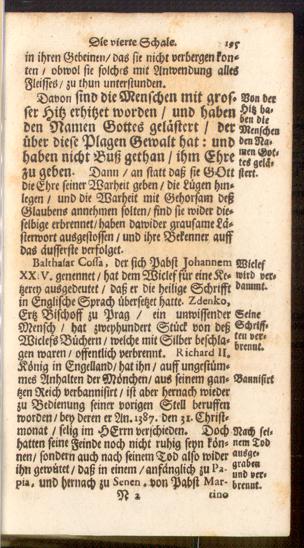 Die vierte Schale. 195
in ihren Gebeinen / das sie nicht verbergen kon-
ten / obwol sie solches mit Anwendung alles
Fleisses / zu thun unterstunden.
Davon sind die Menschen mit gros-
ser Hitz erhitzet worden / und haben
den Namen Gottes gelästert / der
über diese Plagen Gewalt hat: und
haben nicht Buß gethan / ihm Ehre
zu geben. Dann / an statt daß sie GOtt
die Ehre seiner Warheit geben / die Lügen hin-
legen / und die Warheit mit Gehorsam deß
Glaubens annehmen solten / sind sie wider die-
selbige erbrennet / haben dawider grausame Lä-
sterwort ausgestossen / und ihre Bekenner auff
das äusserste verfolget.
Von der
Hitz ha-
ben die
Menschen
den Na-
men Got-
tes gelä-
stert.
Balthasar Cossa, der sich Pabst Johannem
XXIV. genennet / hat dem Wiclef für eine Ke-
tzerey ausgedeutet / daß er die heilige Schrifft
in Englische Sprach übersetzt hatte. Zdenko,
Ertz Bischoff zu Prag / ein unwissender
Mensch / hat zwephundert Stück von deß
Wiclefs Büchern / welche mit Silber beschla-
gen waren / offentlich verbrennt. Richard II.
König in Engelland / hat ihn / auff ungestüm-
mes Anhalten der Mönchen / aus seinem gan-
tzen Reich verbannisirt / ist aber hernach wieder
zu Bedienung seiner vorigen Stell beruffen
worden / bey deren er An. 1387. den 31. Christ-
monat / selig im HErrn verschieden. Doch
hatten seine Feinde noch nicht ruhig seyn kön-
nen / sondern auch nach seinem Tod also wider
ihn gewütet / daß in einem / anfänglich zu Pa-
pia, und hernach zu Senen, von Pabst Mar-
Wiclef
wird ver-
dammt.
Seine
Schriff-
ten ver-
brennt.
Bannisirt
Nach sei-
nem Tod
ausge-
graben
und ver-
brennt.
N 2 tino